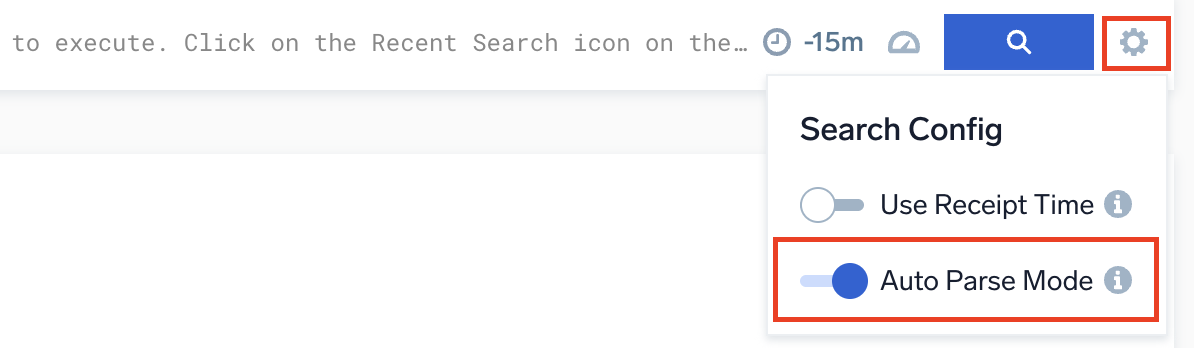 to execute. Click on the Recent Search icon on the… -15m
Search Config
Use Receipt Time
Auto Parse Mode